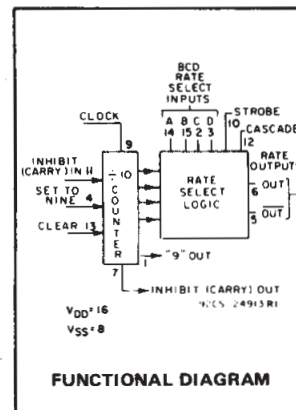 BCD
RATE
SELECT
INPUTS
A B C D
14 15 2 3
STROBE
10
CASCADE
12
CLOCK
9
INHIBIT
(CARRY) IN 11
SET TO
NINE 4
CLEAR 13
÷ 10
COUNTER
RATE
SELECT
LOGIC
RATE
OUTPUTS
6 OUT
5 OUT
1 "9" OUT
7
INHIBIT (CARRY) OUT
92CS-24913R1
VDD = 16
VSS = 8
FUNCTIONAL DIAGRAM